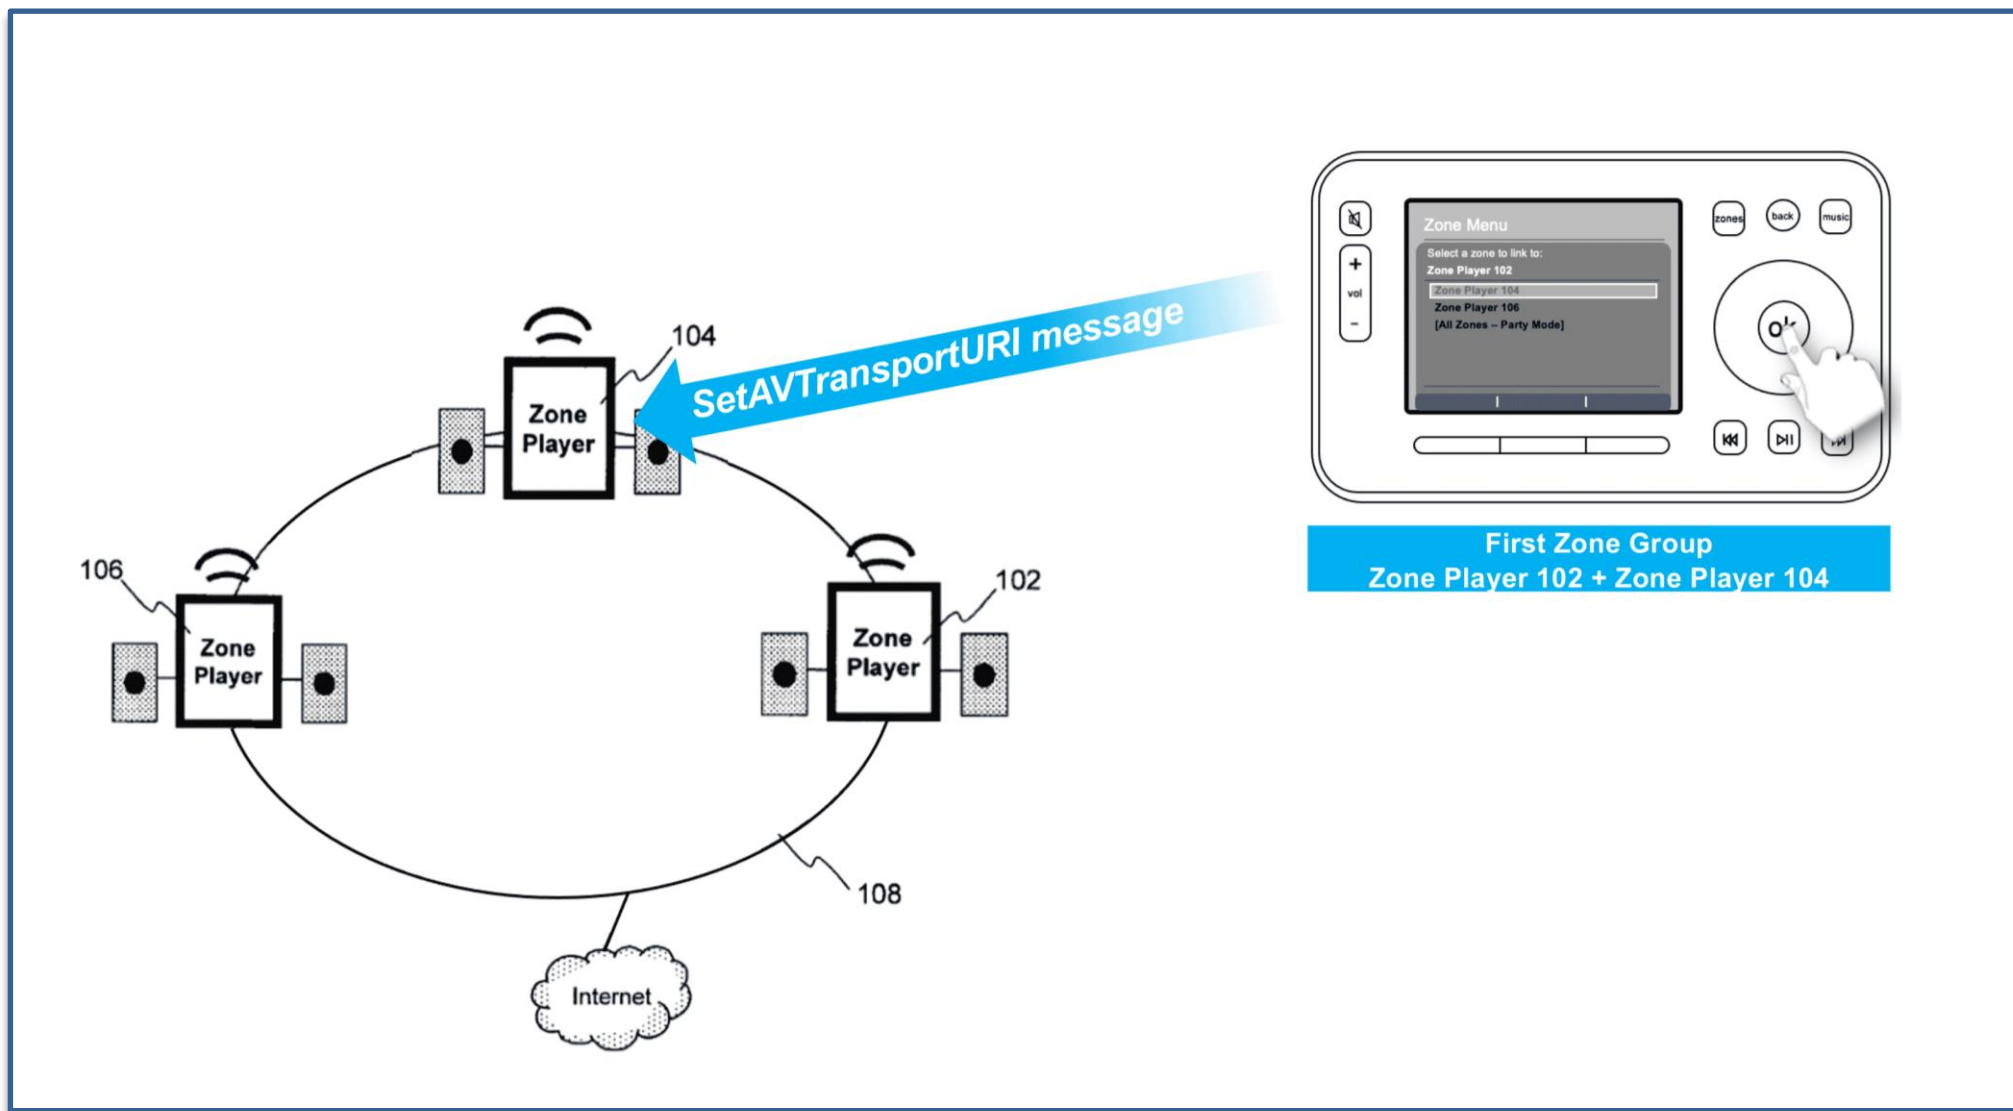 104
Zone
Player
SetAVTransportURI message
106
Zone
Player
102
Zone
Player
108
Internet
zones
back
music
+
vol
–
Zone Menu
Select a zone to link to:
Zone Player 102
Zone Player 104
Zone Player 106
[All Zones – Party Mode]
First Zone Group
Zone Player 102 + Zone Player 104